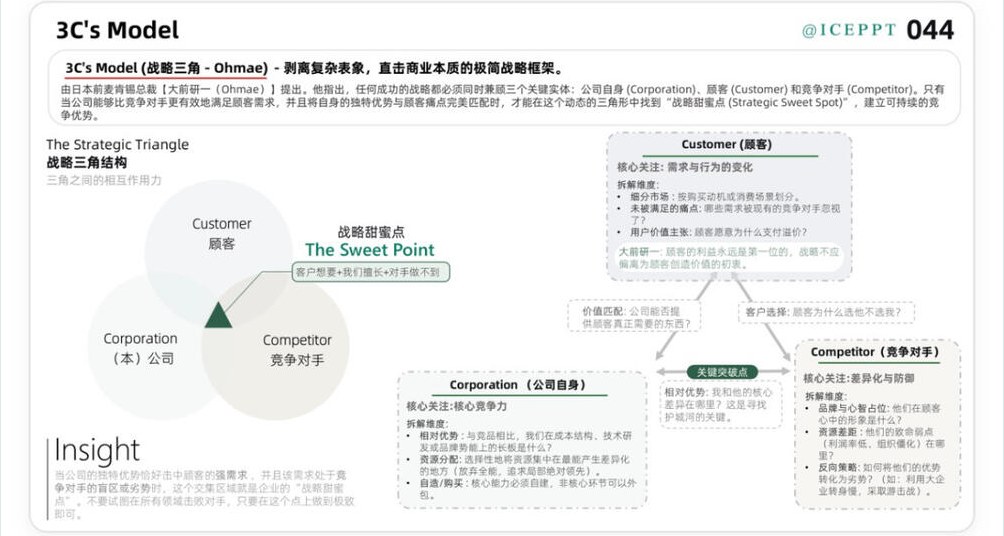 3C's Model
@ICEPPT 044
3C's Model (战略三角 - Ohmae) - 剥离复杂表象，直击商业本质的极简战略框架。
由日本前麦肯锡总裁【大前研一（Ohmae）】提出。他指出，任何成功的战略都必须同时兼顾三个关键实体：公司自身 (Corporation)、顾客 (Customer) 和竞争对手 (Competitor)。只有
当公司能够比竞争对手更有效地满足顾客需求，并且将自身的独特优势与顾客痛点完美匹配时，才能在这个动态的三角形中找到“战略甜蜜点 (Strategic Sweet Spot)”，建立可持续的竞
争优势。
The Strategic Triangle
战略三角结构
三角之间的相互作用力
Customer
顾客
战略甜蜜点
The Sweet Point
客户想要+我们擅长+对手做不到
Corporation
（本）公司
Competitor
竞争对手
Insight
当公司的独特优势恰好击中顾客的强需求，并且该需求处于竟
争对手的盲区或劣势时，这个交集区域就是企业的“战略甜蜜
点”。不要试图在所有领域击败对手，只要在这个点上做到极致
即可。
Customer (顾客)
核心关注: 需求与行为的变化
拆解维度:
• 细分市场：按购买动机或消费场景划分。
• 未被满足的痛点: 哪些需求被现有的竞争对手忽视
了？
• 用户价值主张: 顾客愿意为什么支付溢价？
大前研一: 顾客的利益永远是第一位的，战略不应
偏离为顾客创造价值的初衷。
价值匹配: 公司能否提
供顾客真正需要的东西？
客户选择: 顾客为什么选他不选我？
关键突破点
相对优势: 我和他的核心
差异在哪里？这是寻找
护城河的关键。
Corporation （公司自身）
核心关注:核心竞争力
拆解维度:
• 相对优势：与竞品相比，我们在成本结构、技术研
发或品牌势能上的长板是什么？
• 资源分配: 选择性地将资源集中在最能产生差异化
的地方（放弃全能，追求局部绝对领先）。
• 自造/购买: 核心能力必须自建，非核心环节可以外
包。
Competitor（竞争对手）
核心关注:差异化与防御
拆解维度:
• 品牌与心智占位: 他们在顾客
心中的形象是什么？
• 资源差距: 他们的致命弱点
（利润率低，组织僵化）在哪
里？
• 反向策略: 如何将他们的优势
转化为劣势？（如：利用大企
业转身慢，采取游击战）。